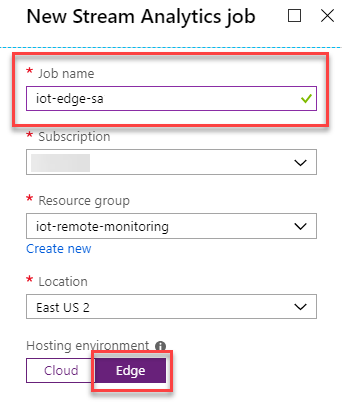 New Stream Analytics job
* Job name
iot-edge-sa
* Subscription
* Resource group
iot-remote-monitoring
Create new
* Location
East US 2
Hosting environment
Cloud Edge